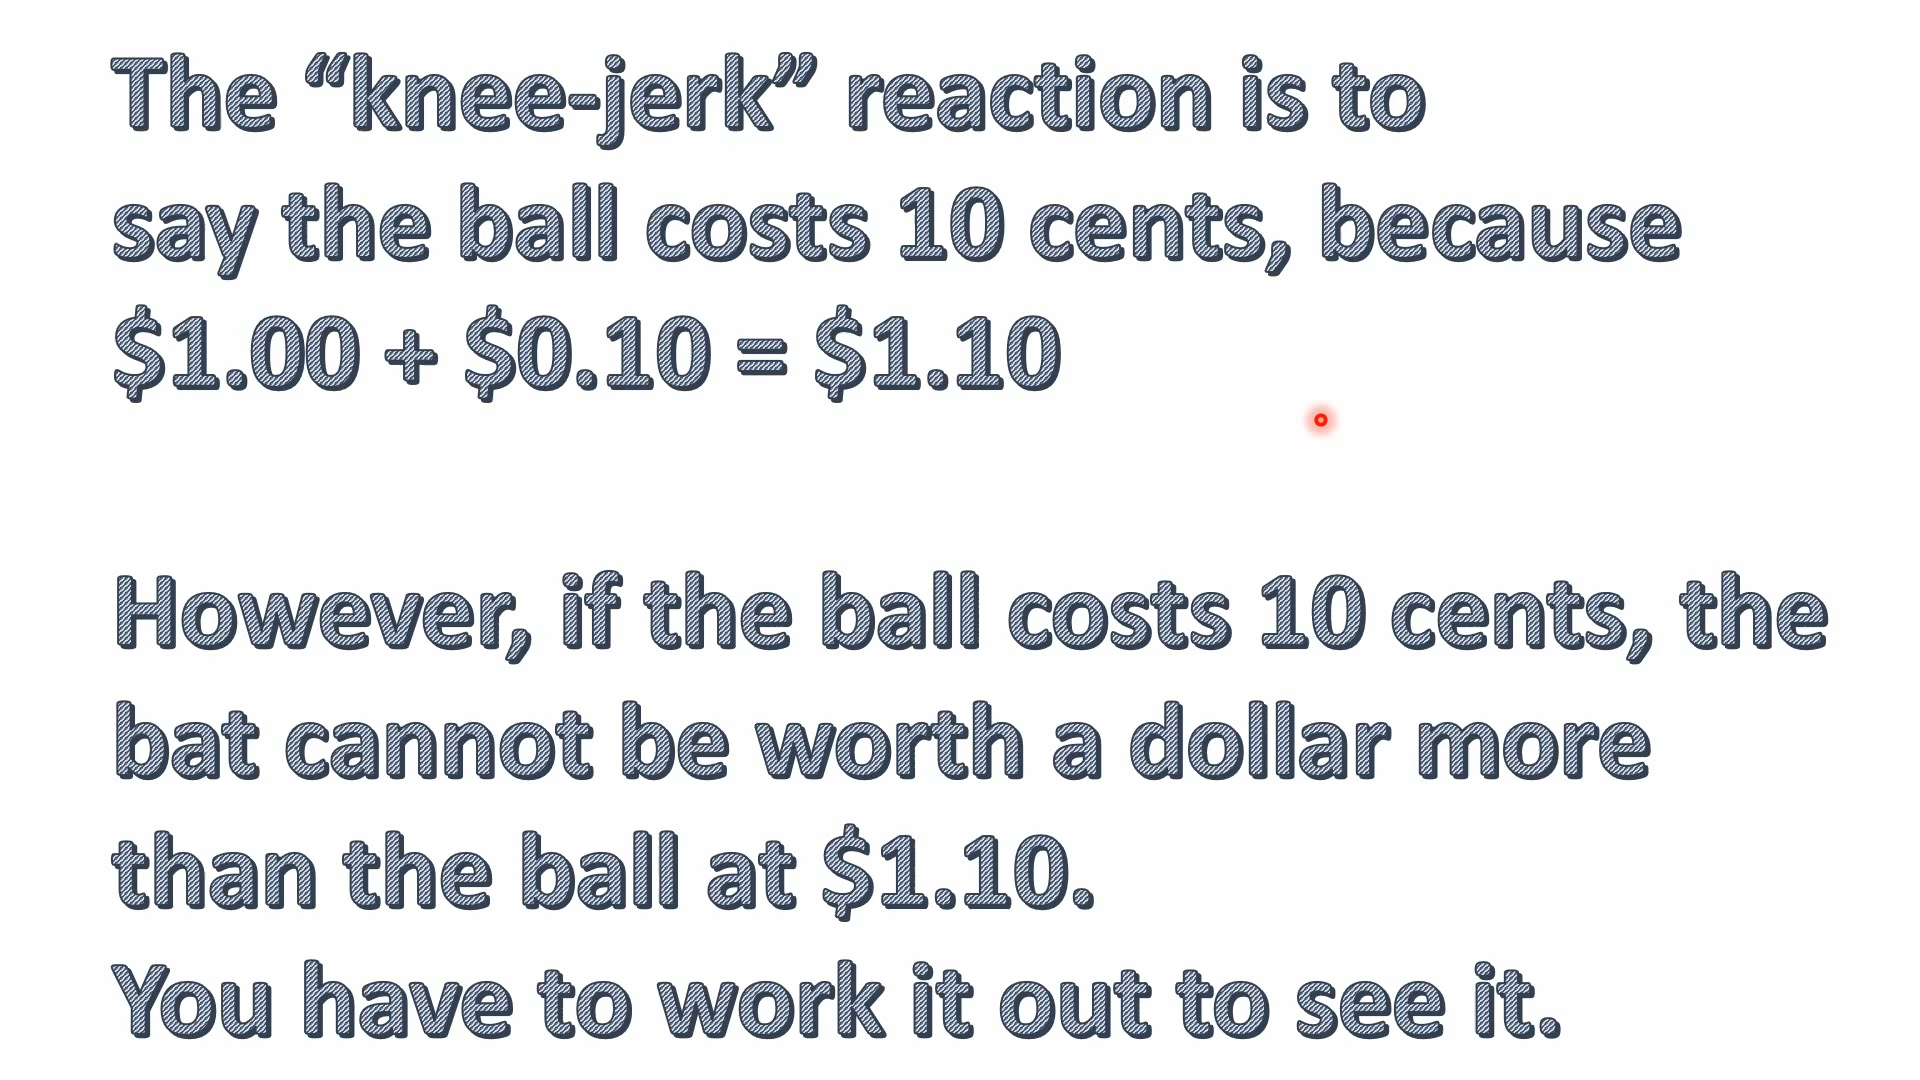 The “knee-jerk” reaction is to
say the ball costs 10 cents, because
$1.00 + $0.10 = $1.10
However, if the ball costs 10 cents, the
bat cannot be worth a dollar more
than the ball at $1.10.
You have to work it out to see it.